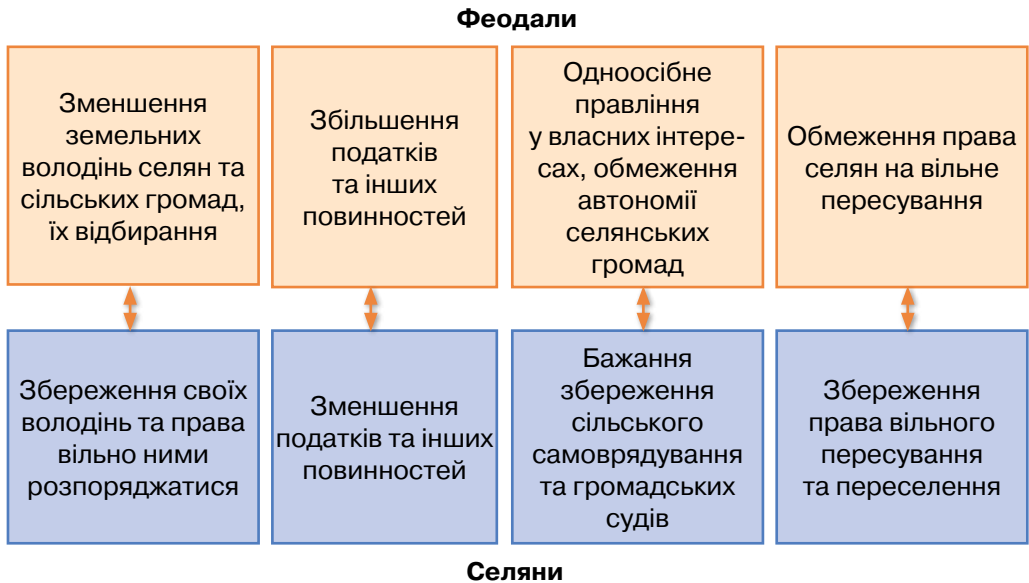 Феодали
Зменшення
земельних
володінь селян та
сільських громад,
їх відбирання
Збільшення
податків
та інших
повинностей
Одноосібне
правління
у власних інтере-
сах, обмеження
автономії
селянських
громад
Обмеження права
селян на вільне
пересування
Збереження своїх
володінь та права
вільно ними
розпоряджатися
Зменшення
податків та інших
повинностей
Бажання
збереження
сільського
самоврядування
та громадських
судів
Збереження
права вільного
пересування
та переселення
Селяни